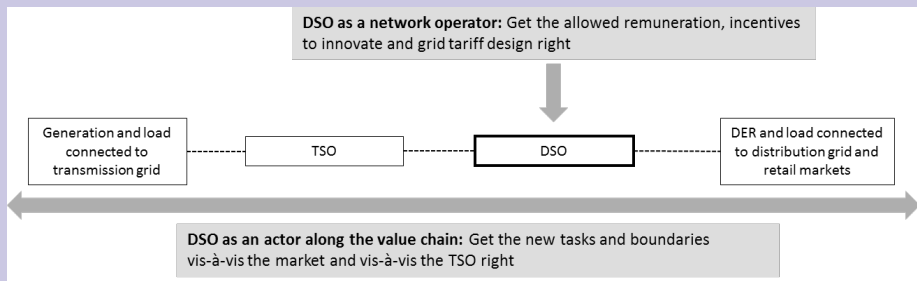 DSO as a network operator: Get the allowed remuneration, incentives
to innovate and grid tariff design right
Generation and load
connected to
transmission grid
TSO
DSO
DER and load connected
to distribution grid and
retail markets
DSO as an actor along the value chain: Get the new tasks and boundaries
vis-à-vis the market and vis-à-vis the TSO right